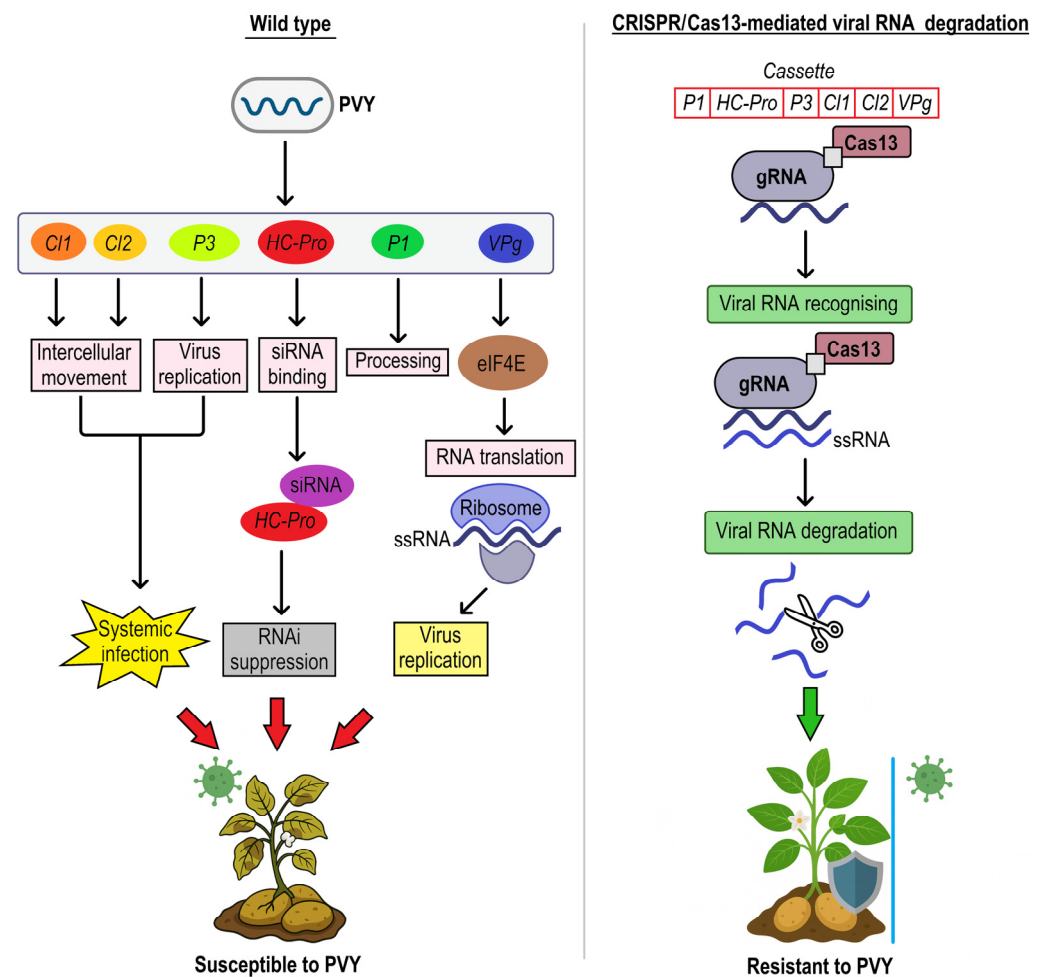 Wild type
PVY
CI1
CI2
P3
HC-Pro
P1
VPg
Intercellular
movement
Virus
replication
siRNA
binding
Processing
eIF4E
RNA translation
siRNA
HC-Pro
Ribosome
ssRNA
Systemic
infection
RNAi
suppression
Virus
replication
Susceptible to PVY
CRISPR/Cas13-mediated viral RNA degradation
Cassette
P1 HC-Pro P3 CI1 CI2 VPg
Cas13
gRNA
Viral RNA recognising
Cas13
gRNA
ssRNA
Viral RNA degradation
Resistant to PVY